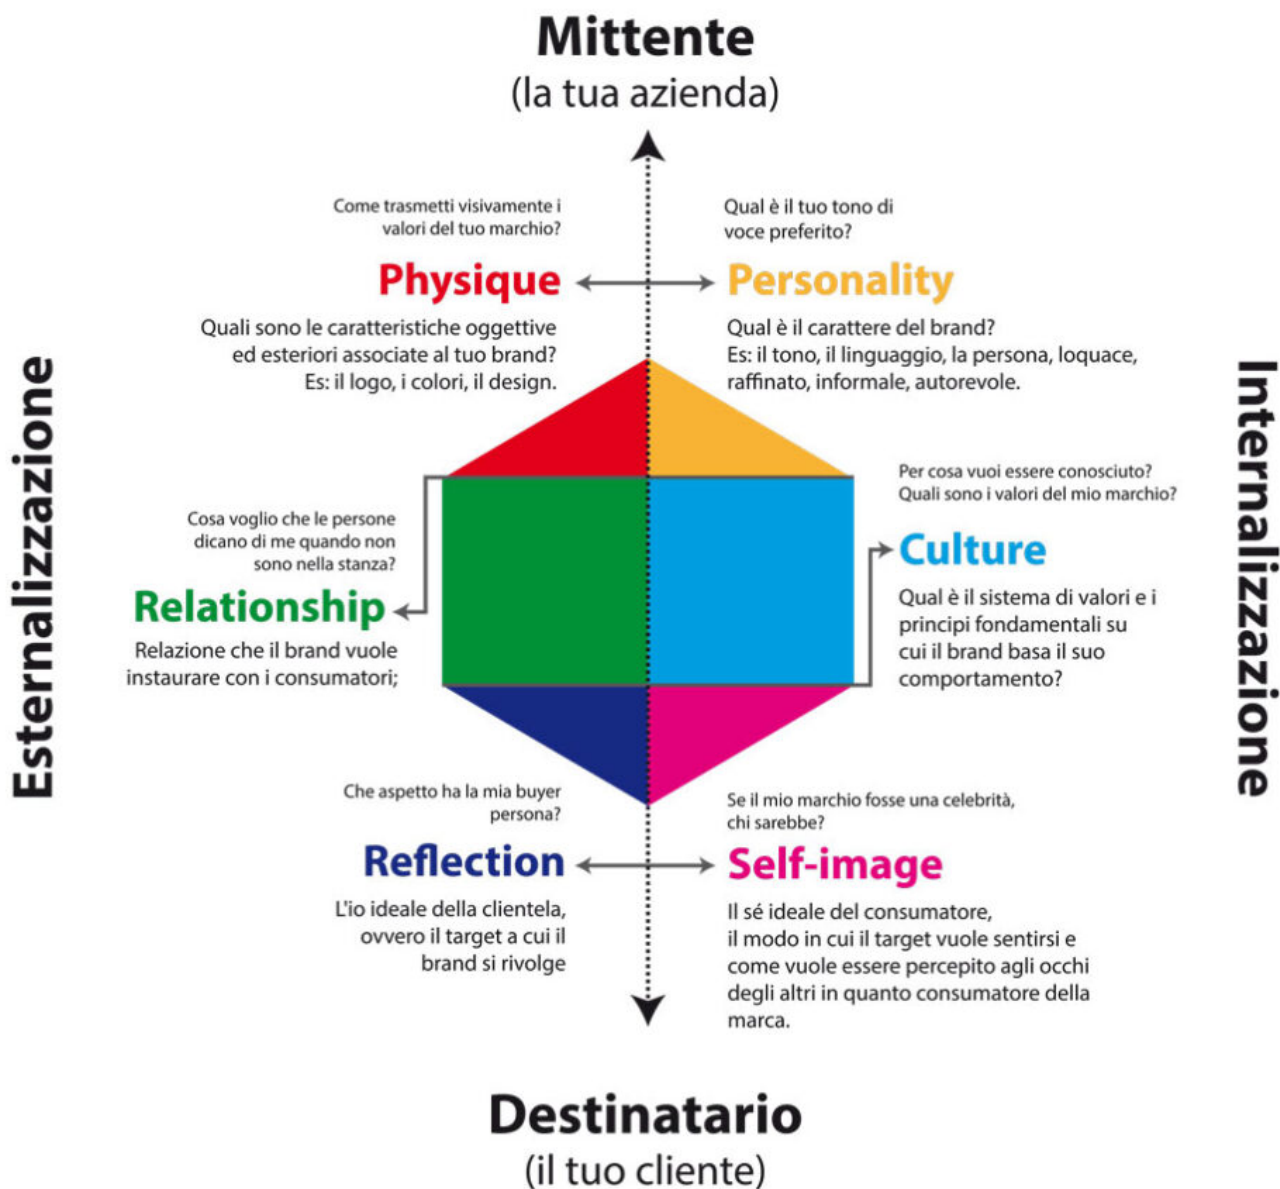 Mittente
(la tua azienda)
Come trasmetti visivamente i
valori del tuo marchio?
Physique
Quali sono le caratteristiche oggettive
ed esteriori associate al tuo brand?
Es: il logo, i colori, il design.
Qual è il tuo tono di
voce preferito?
Personality
Qual è il carattere del brand?
Es: il tono, il linguaggio, la persona, loquace,
raffinato, informale, autorevole.
Esternalizzazione
Internalizzazione
Cosa voglio che le persone
dicano di me quando non
sono nella stanza?
Relationship
Relazione che il brand vuole
instaurare con i consumatori;
Per cosa vuoi essere conosciuto?
Quali sono i valori del mio marchio?
Culture
Qual è il sistema di valori e i
principi fondamentali su
cui il brand basa il suo
comportamento?
Che aspetto ha la mia buyer
persona?
Reflection
L'io ideale della clientela,
ovvero il target a cui il
brand si rivolge
Se il mio marchio fosse una celebrità,
chi sarebbe?
Self-image
Il sé ideale del consumatore,
il modo in cui il target vuole sentirsi e
come vuole essere percepito agli occhi
degli altri in quanto consumatore della
marca.
Destinatario
(il tuo cliente)